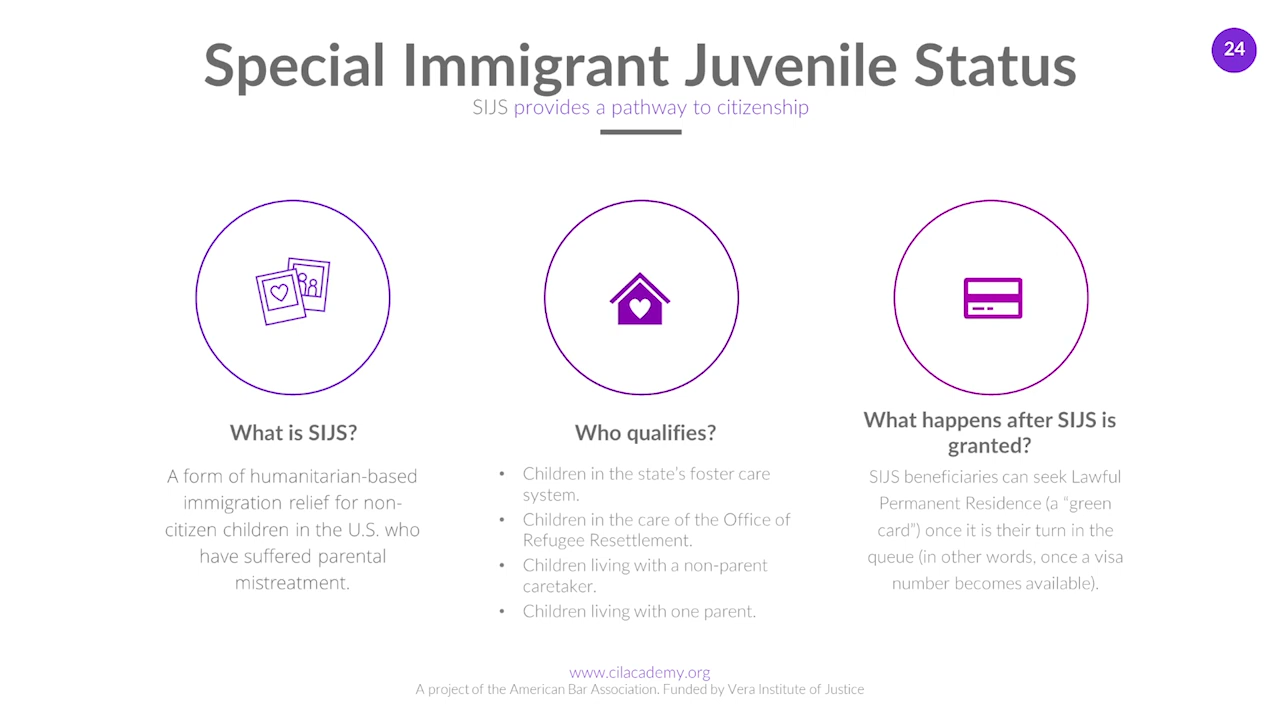 Special Immigrant Juvenile Status
24
SIJS provides a pathway to citizenship
What is SIJS?
A form of humanitarian-based
immigration relief for non-
citizen children in the U.S. who
have suffered parental
mistreatment.
Who qualifies?
• Children in the state’s foster care
system.
• Children in the care of the Office of
Refugee Resettlement.
• Children living with a non-parent
caretaker.
• Children living with one parent.
What happens after SIJS is
granted?
SIJS beneficiaries can seek Lawful
Permanent Residence (a “green
card”) once it is their turn in the
queue (in other words, once a visa
number becomes available).
www.cilacademy.org
A project of the American Bar Association. Funded by Vera Institute of Justice